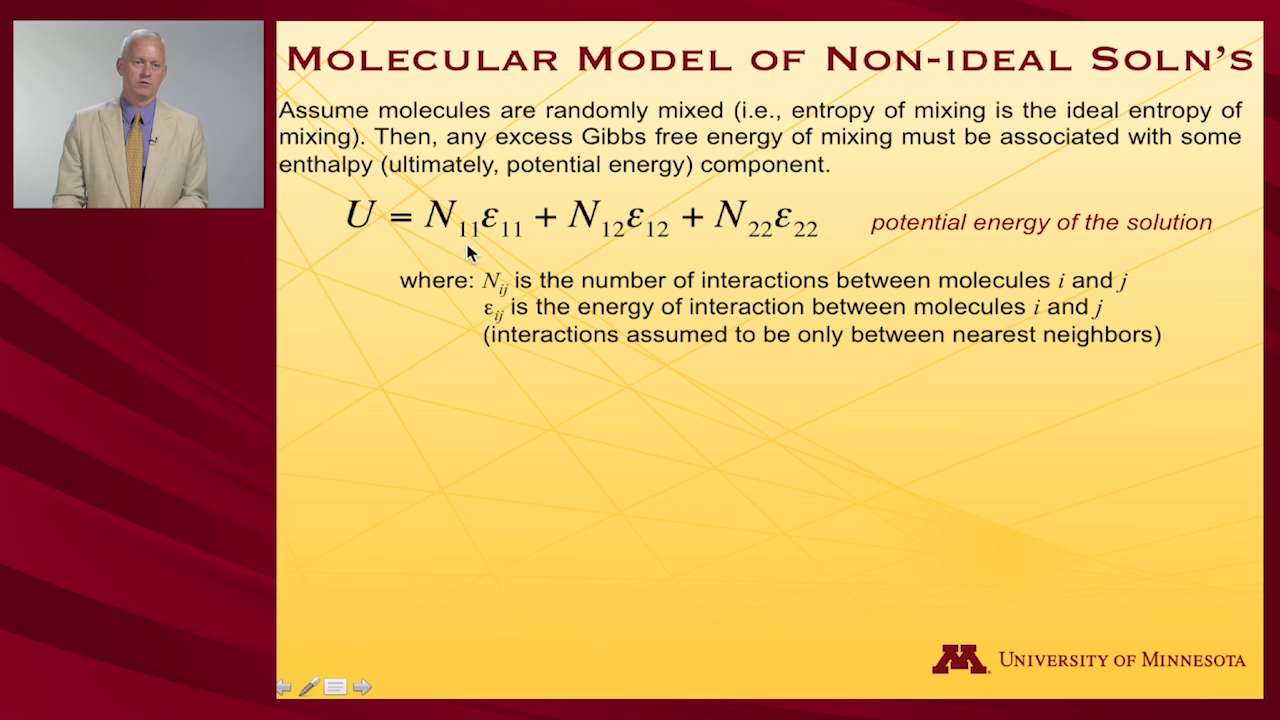 MOLECULAR MODEL OF NON-IDEAL SOLN'S
Assume molecules are randomly mixed (i.e., entropy of mixing is the ideal entropy of
mixing). Then, any excess Gibbs free energy of mixing must be associated with some
enthalpy (ultimately, potential energy) component.
U = N₁₁ε₁₁ + N₁₂ε₁₂ + N₂₂ε₂₂ potential energy of the solution
where: Nᵢⱼ is the number of interactions between molecules i and j
εᵢⱼ is the energy of interaction between molecules i and j
(interactions assumed to be only between nearest neighbors)
M UNIVERSITY OF MINNESOTA